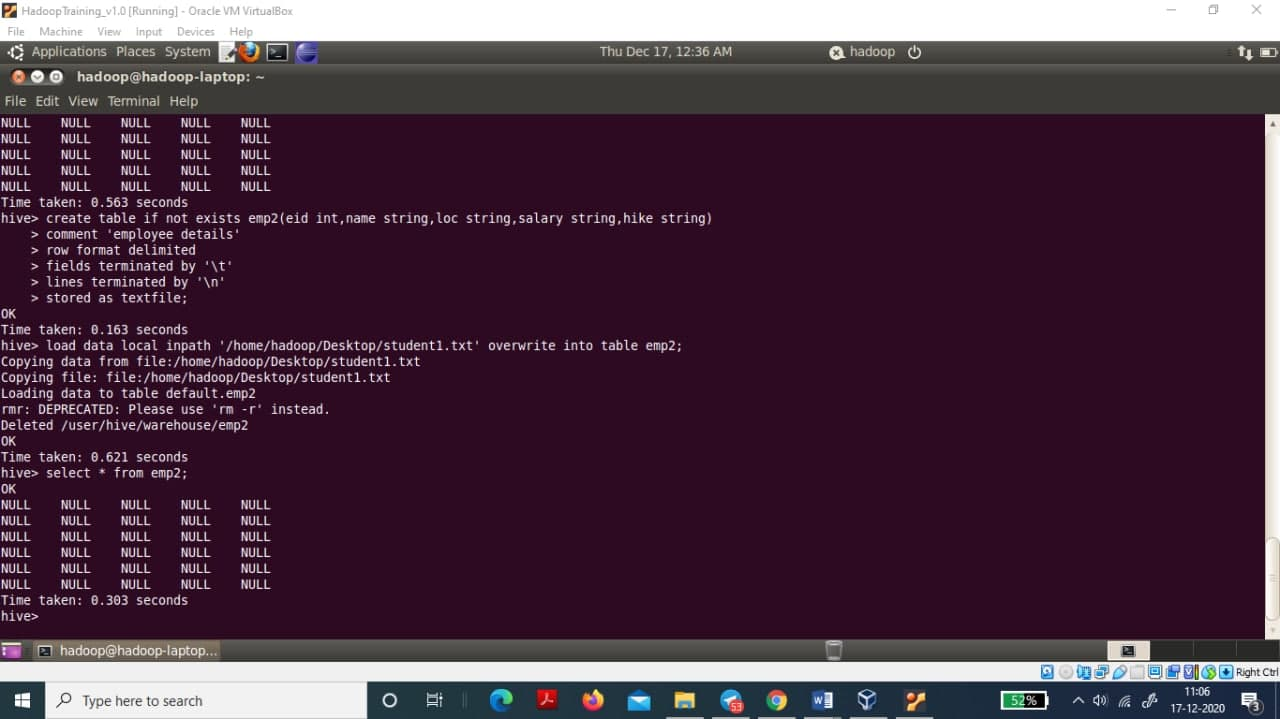 HadoopTraining_v1.0 [Running] - Oracle VM VirtualBox
File Machine View Input Devices Help
Applications Places System Thu Dec 17, 12:36 AM hadoop
hadoop@hadoop-laptop: ~
File Edit View Terminal Help
NULL NULL NULL NULL NULL
NULL NULL NULL NULL NULL
NULL NULL NULL NULL NULL
NULL NULL NULL NULL NULL
NULL NULL NULL NULL NULL
Time taken: 0.563 seconds
hive> create table if not exists emp2(eid int,name string,loc string,salary string,hike string)
> comment 'employee details'
> row format delimited
> fields terminated by '\t'
> lines terminated by '\n'
> stored as textfile;
OK
Time taken: 0.163 seconds
hive> load data local inpath '/home/hadoop/Desktop/student1.txt' overwrite into table emp2;
Copying data from file:/home/hadoop/Desktop/student1.txt
Copying file: file:/home/hadoop/Desktop/student1.txt
Loading data to table default.emp2
rmr: DEPRECATED: Please use 'rm -r' instead.
Deleted /user/hive/warehouse/emp2
OK
Time taken: 0.621 seconds
hive> select * from emp2;
OK
NULL NULL NULL NULL NULL
NULL NULL NULL NULL NULL
NULL NULL NULL NULL NULL
NULL NULL NULL NULL NULL
NULL NULL NULL NULL NULL
NULL NULL NULL NULL NULL
Time taken: 0.303 seconds
hive>
hadoop@hadoop-laptop...
Right Ctrl
Type here to search 53 52% 11:06
17-12-2020 3